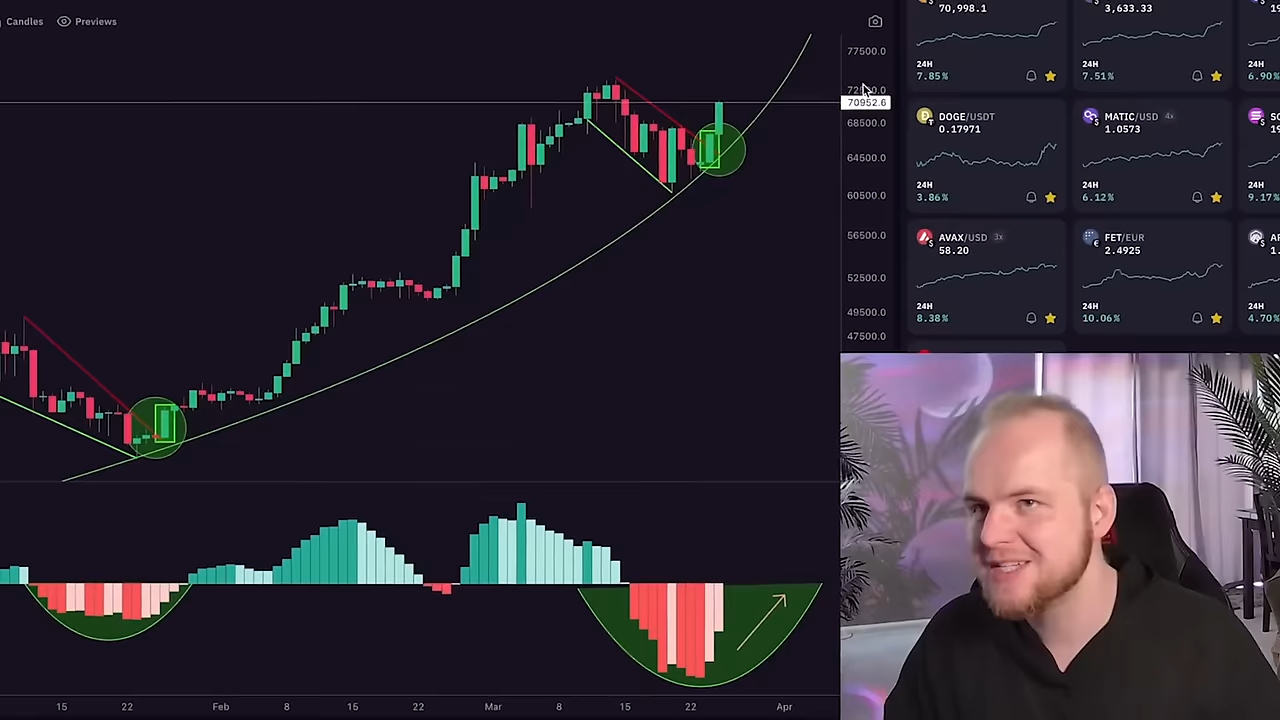 Candles
Previews
77500.0
70952.6
68500.0
64500.0
60500.0
56500.0
52500.0
49500.0
47500.0
15
22
Feb
8
15
22
Mar
8
15
22
Apr
70,998.1
24H
7.85%
3,633.33
24H
7.51%
6.90%
DOGE/USDT
0.17971
24H
3.86%
MATIC/USD 4x
1.0573
24H
6.12%
9.17%
AVAX/USD 3x
58.20
24H
8.38%
FET/EUR
2.4925
24H
10.06%
4.70%